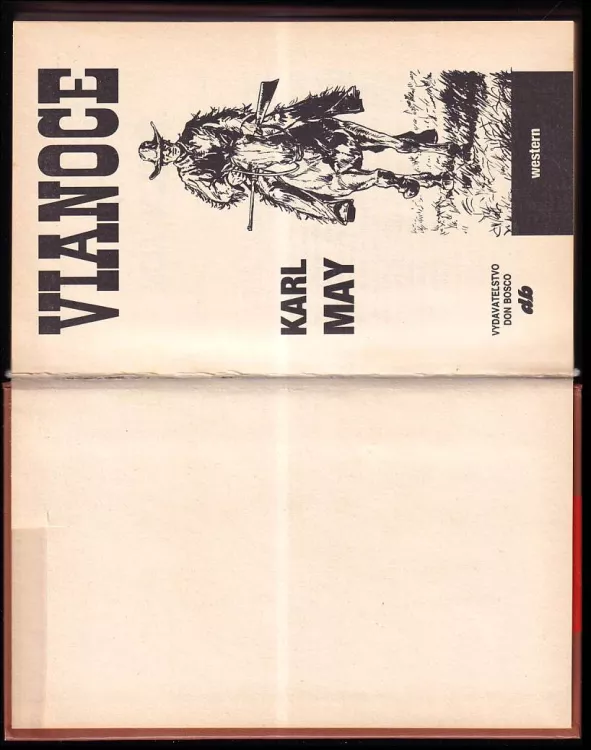 VIANOCE
KARL
MAY
VYDAVATEĽSTVO
DON BOSCO
db
western